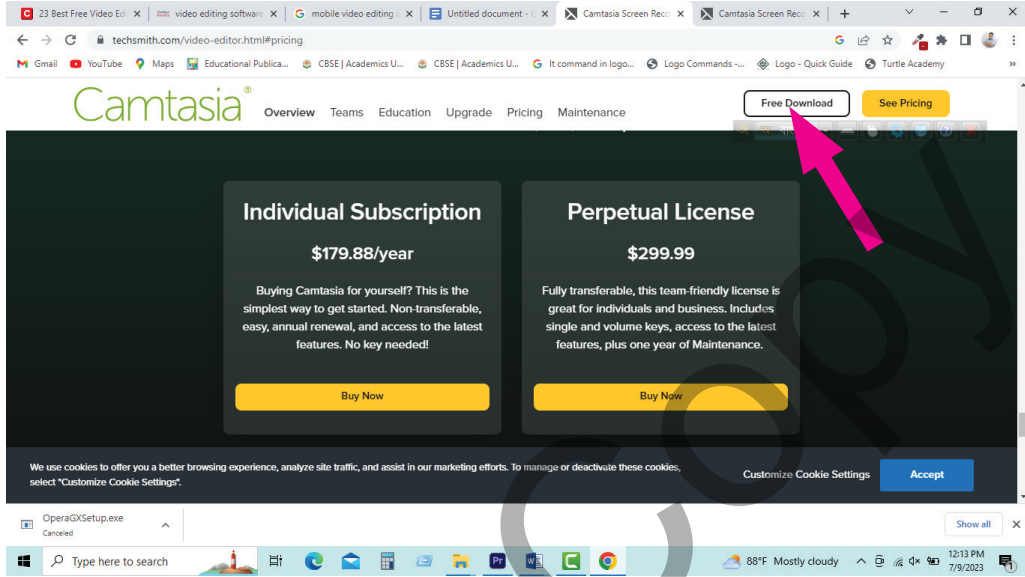 23 Best Free Video Ed
video editing software
mobile video editing
Untitled document -
Camtasia Screen Reco
Camtasia Screen Reco
techsmith.com/video-editor.html#pricing
Gmail YouTube Maps Educational Publica... CBSE | Academics U... CBSE | Academics U... It command in logo... Logo Commands -... Logo - Quick Guide Turtle Academy »
Camtasia® Overview Teams Education Upgrade Pricing Maintenance Free Download See Pricing
Individual Subscription
$179.88/year
Buying Camtasia for yourself? This is the
simplest way to get started. Non-transferable,
easy, annual renewal, and access to the latest
features. No key needed!
Buy Now
Perpetual License
$299.99
Fully transferable, this team-friendly license is
great for individuals and business. Includes
single and volume keys, access to the latest
features, plus one year of Maintenance.
Buy Now
We use cookies to offer you a better browsing experience, analyze site traffic, and assist in our marketing efforts. To manage or deactivate these cookies,
select "Customize Cookie Settings".
Customize Cookie Settings Accept
OperaGXSetup.exe
Canceled
Show all
Type here to search
88°F Mostly cloudy
12:13 PM
7/9/2023
Copy